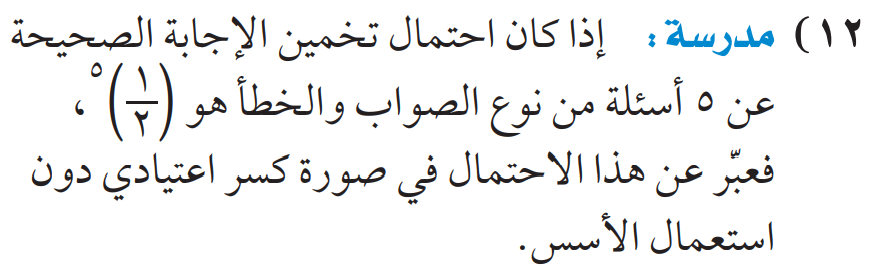 ١٢) مدرسة: إذا كان احتمال تخمين الإجابة الصحيحة
عن ٥ أسئلة من نوع الصواب والخطأ هو (١/٢)^٥ ،
فعبّر عن هذا الاحتمال في صورة كسر اعتيادي دون
استعمال الأسس.